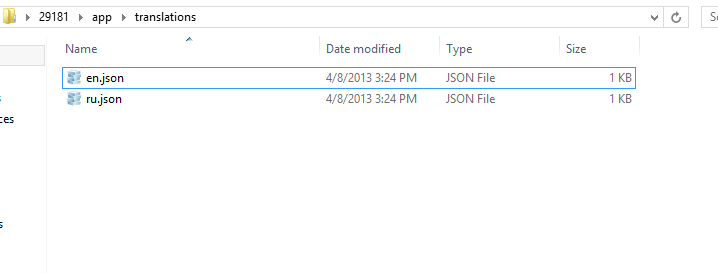 29181 app translations
Name Date modified Type Size
en.json 4/8/2013 3:24 PM JSON File 1 KB
ru.json 4/8/2013 3:24 PM JSON File 1 KB